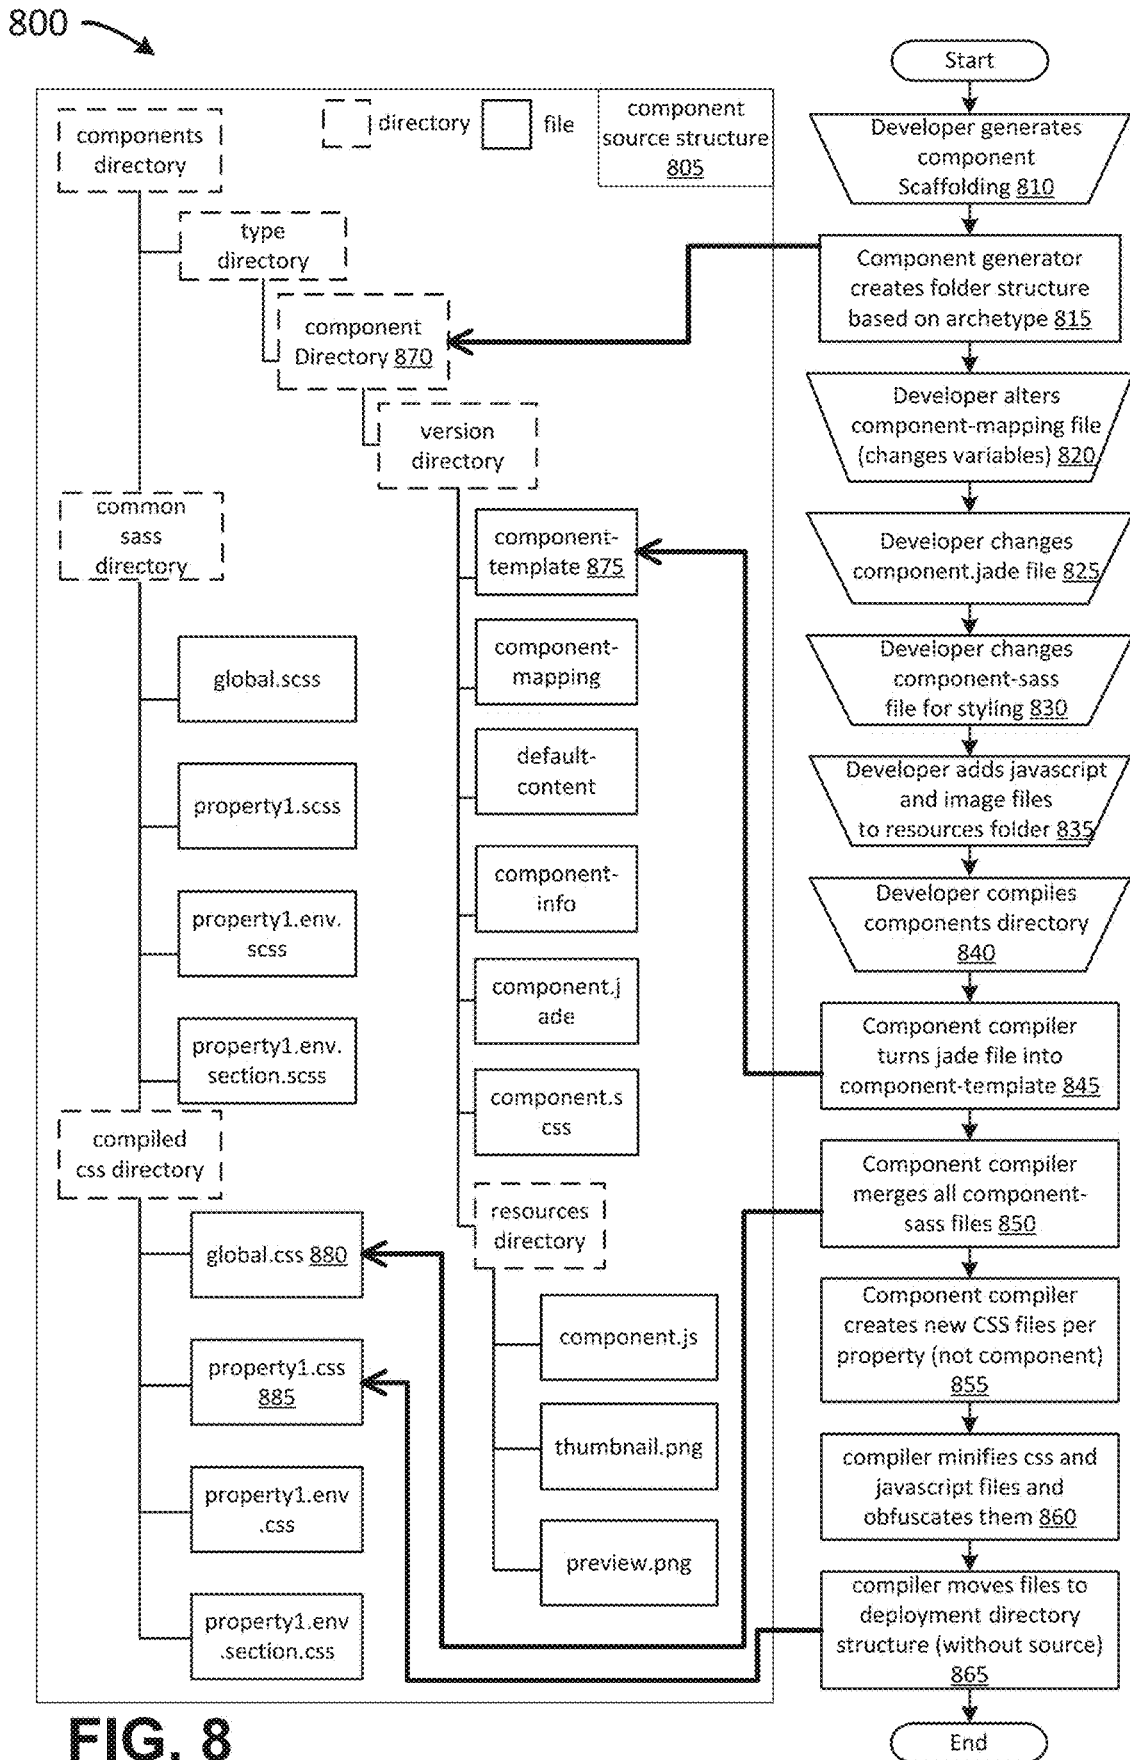 800
components
directory
directory
file
component
source structure
805
type
directory
component
Directory 870
version
directory
common
sass
directory
component-
template 875
global.scss
component-
mapping
property1.scss
default-
content
property1.env.
scss
component-
info
property1.env.
section.scss
component.j
ade
component.s
css
compiled
css directory
resources
directory
global.css 880
component.js
property1.css
885
thumbnail.png
property1.env
.css
preview.png
property1.env
.section.css
Start
Developer generates
component
Scaffolding 810
Component generator
creates folder structure
based on archetype 815
Developer alters
component-mapping file
(changes variables) 820
Developer changes
component.jade file 825
Developer changes
component-sass
file for styling 830
Developer adds javascript
and image files
to resources folder 835
Developer compiles
components directory
840
Component compiler
turns jade file into
component-template 845
Component compiler
merges all component-
sass files 850
Component compiler
creates new CSS files per
property (not component)
855
compiler minifies css and
javascript files and
obfuscates them 860
compiler moves files to
deployment directory
structure (without source)
865
End
FIG. 8